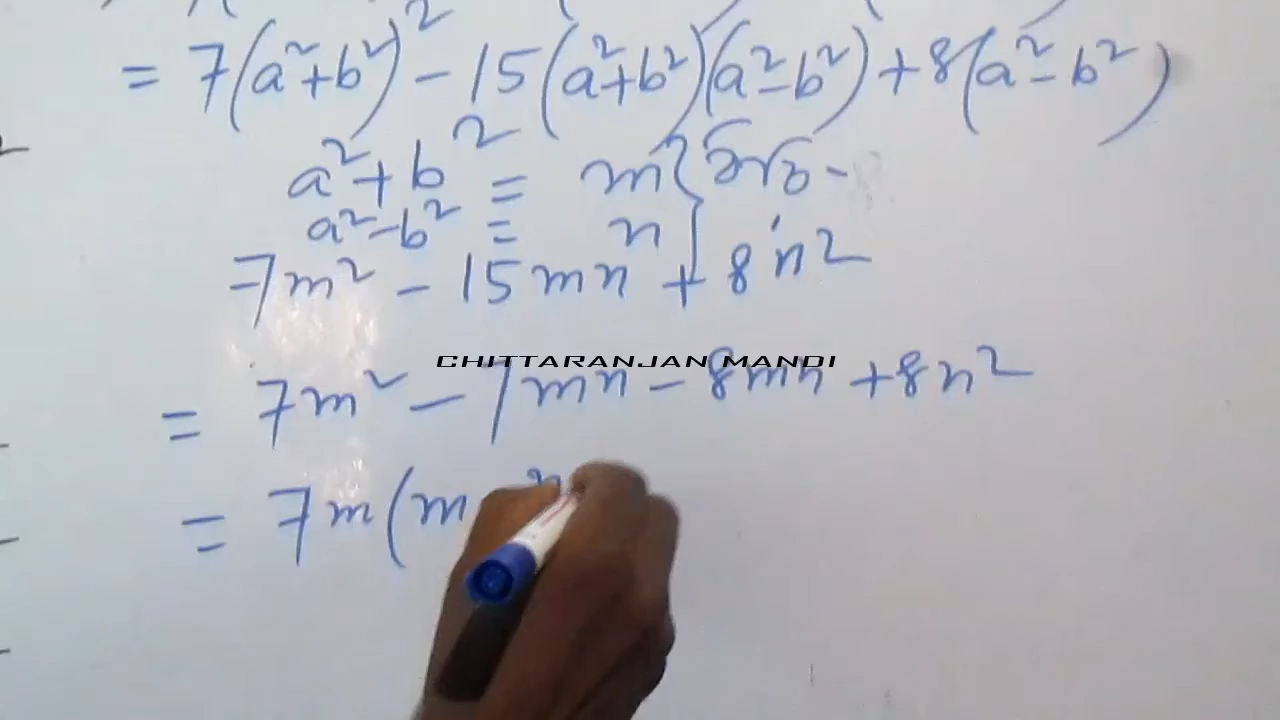 = 7(a²+b²)² - 15(a²+b²)(a²-b²) + 8(a²-b²)
a²+b² = m } ধরি -
a²-b² = n
7m² - 15mn + 8n²
CHITTARANJAN MANDI
= 7m² - 7mn - 8mn + 8n²
= 7m(m n